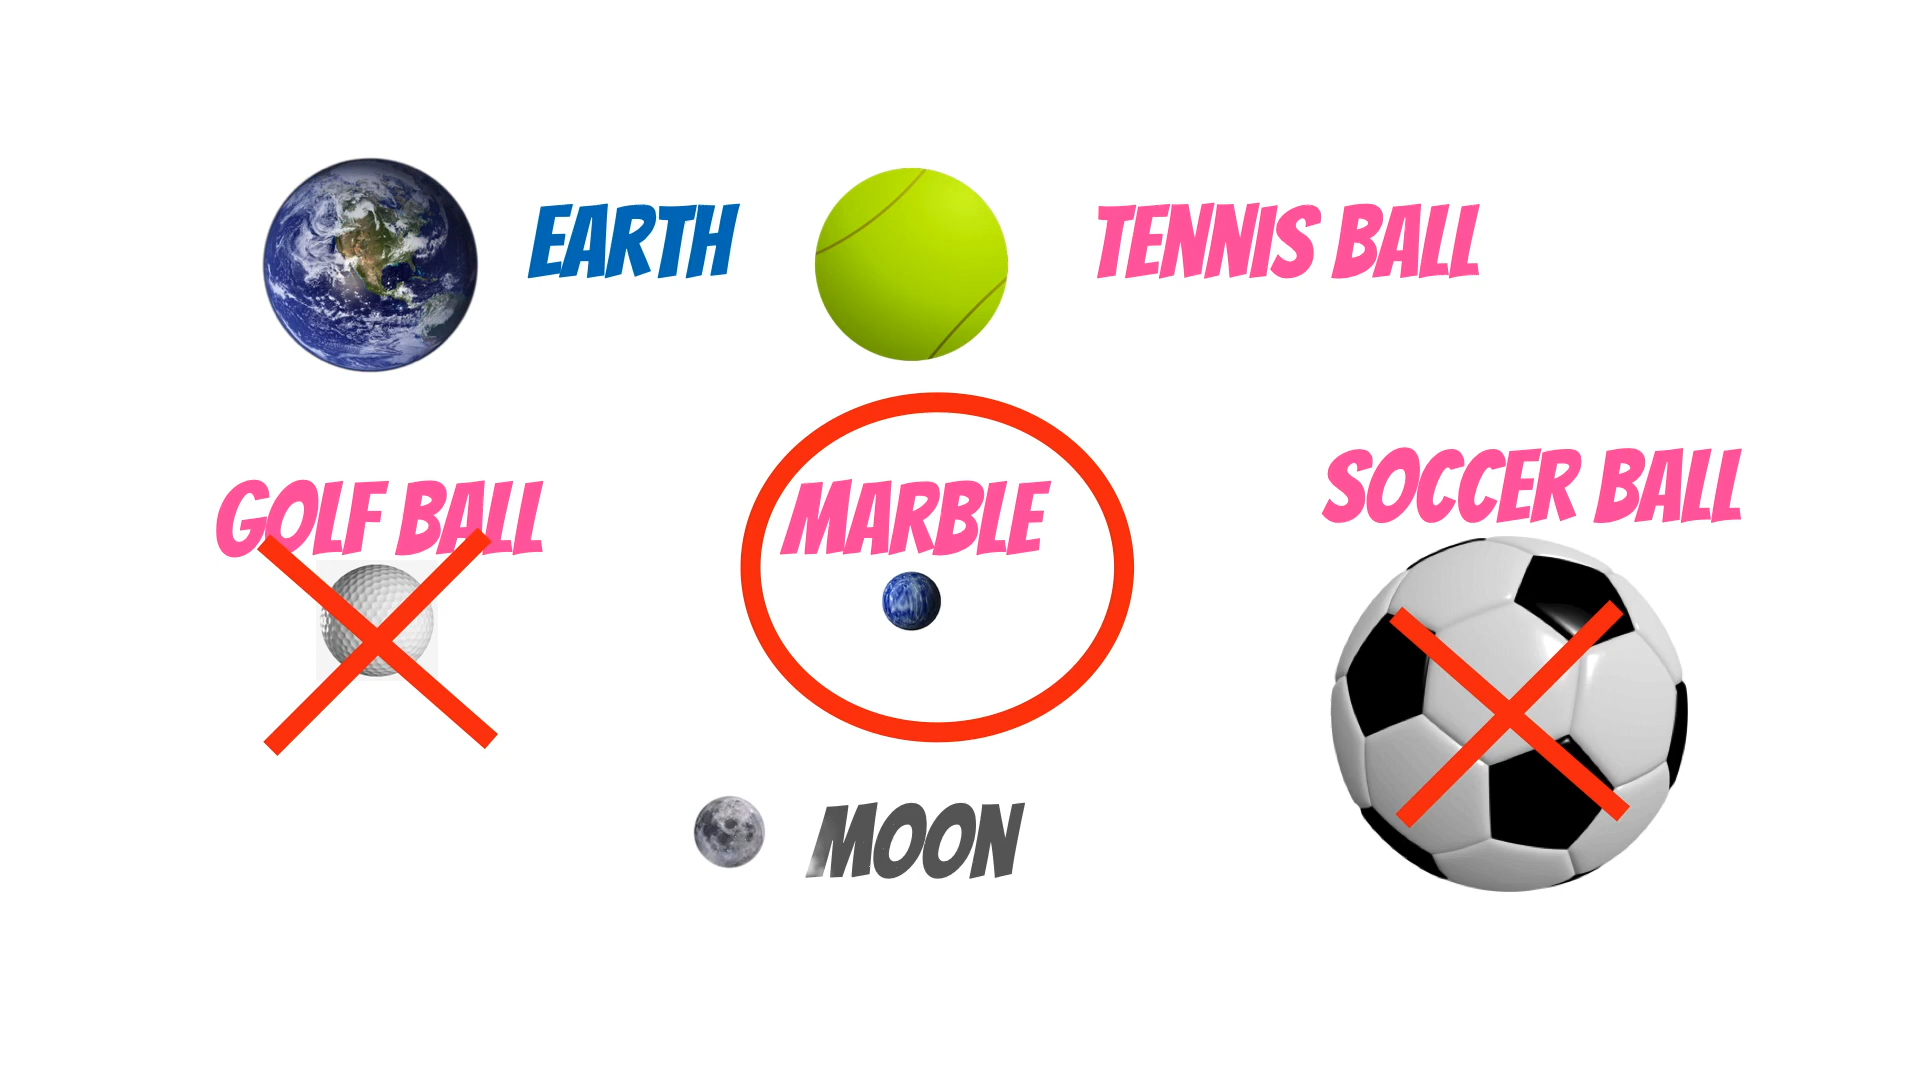 EARTH
TENNIS BALL
GOLF BALL
MARBLE
SOCCER BALL
MOON